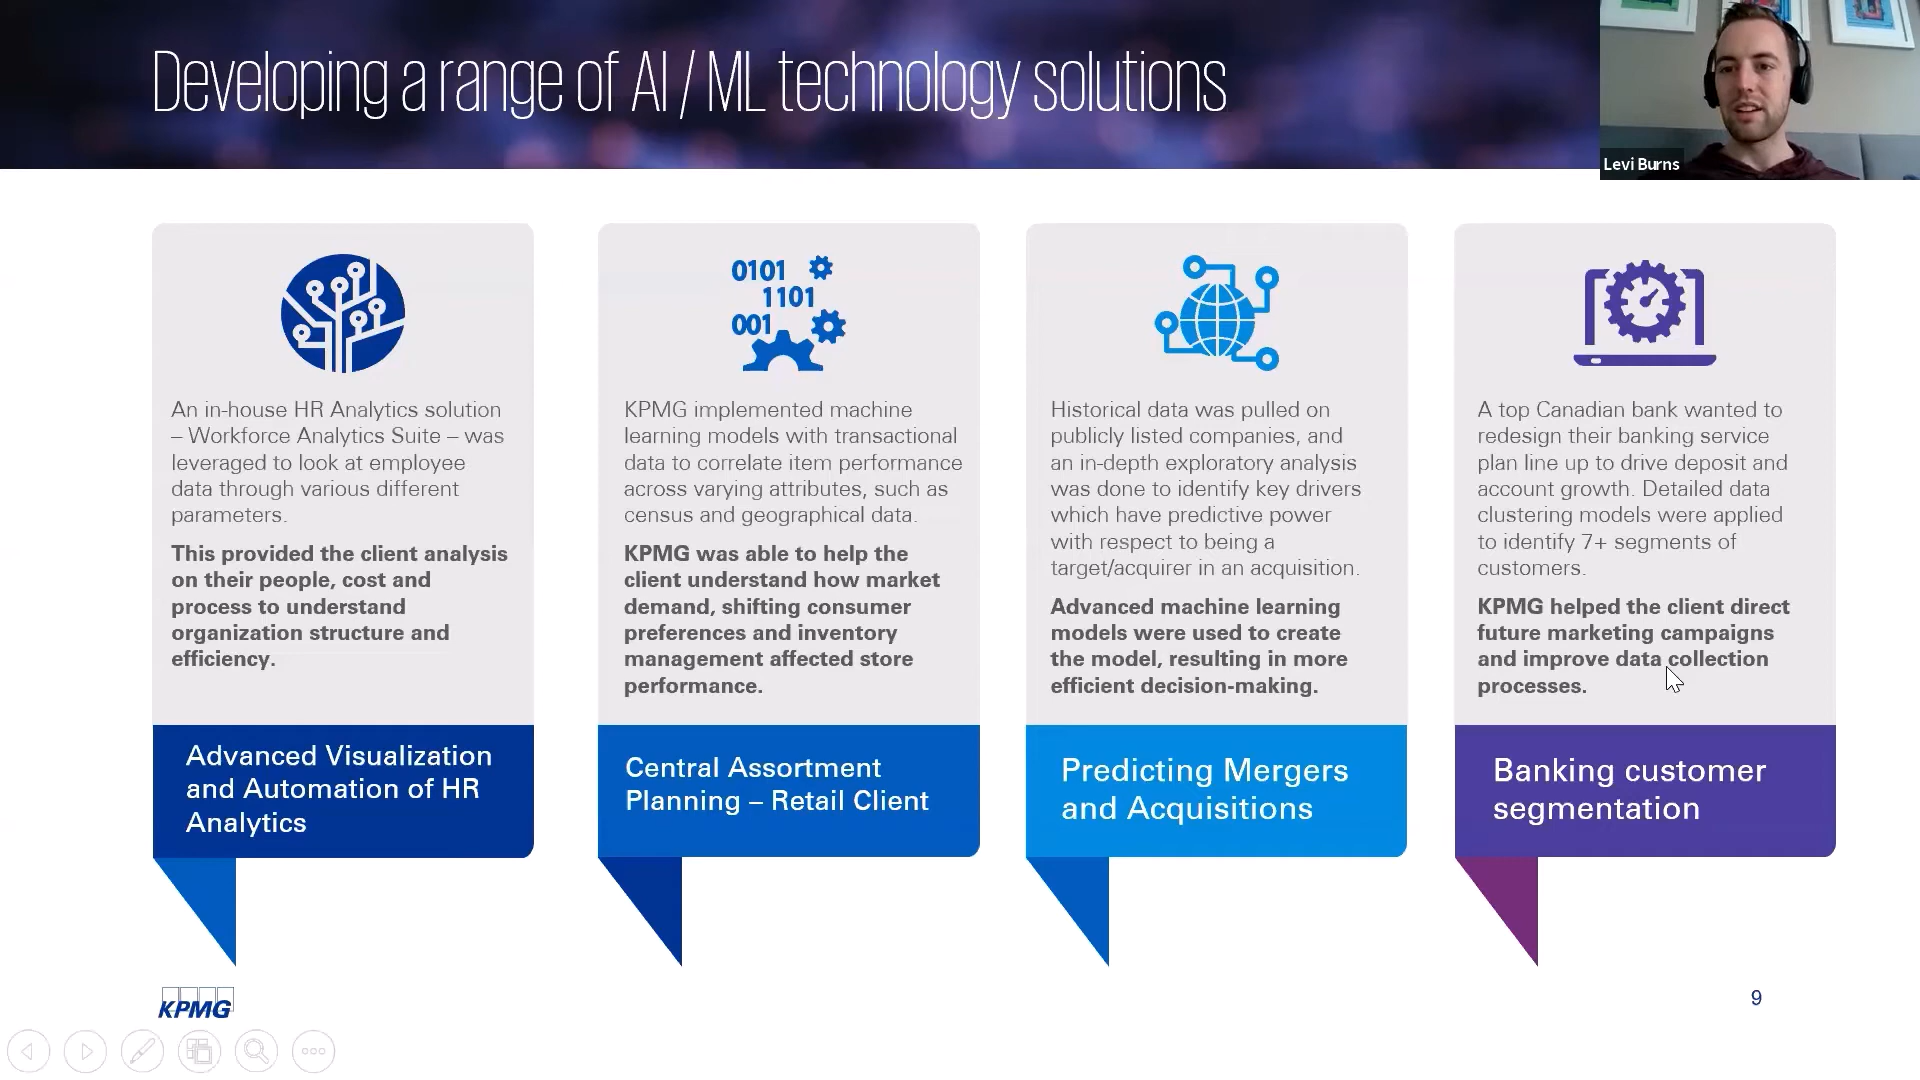 Developing a range of AI / ML technology solutions
Levi Burns
0101
1101
001
An in-house HR Analytics solution
– Workforce Analytics Suite – was
leveraged to look at employee
data through various different
parameters.
This provided the client analysis
on their people, cost and
process to understand
organization structure and
efficiency.
Advanced Visualization
and Automation of HR
Analytics
KPMG implemented machine
learning models with transactional
data to correlate item performance
across varying attributes, such as
census and geographical data.
KPMG was able to help the
client understand how market
demand, shifting consumer
preferences and inventory
management affected store
performance.
Central Assortment
Planning – Retail Client
Historical data was pulled on
publicly listed companies, and
an in-depth exploratory analysis
was done to identify key drivers
which have predictive power
with respect to being a
target/acquirer in an acquisition.
Advanced machine learning
models were used to create
the model, resulting in more
efficient decision-making.
Predicting Mergers
and Acquisitions
A top Canadian bank wanted to
redesign their banking service
plan line up to drive deposit and
account growth. Detailed data
clustering models were applied
to identify 7+ segments of
customers.
KPMG helped the client direct
future marketing campaigns
and improve data collection
processes.
Banking customer
segmentation
KPMG
9